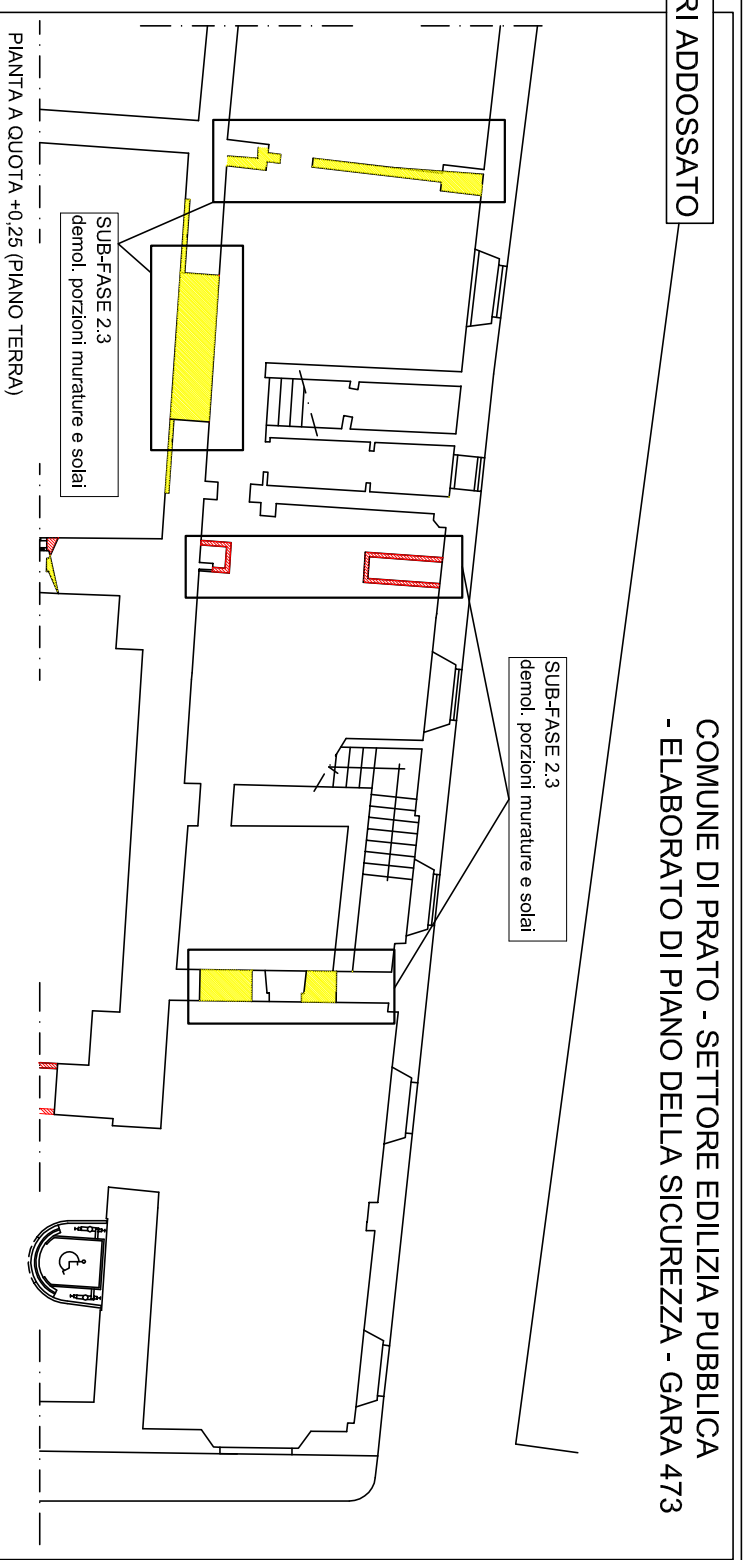 COMUNE DI PRATO - SETTORE EDILIZIA PUBBLICA
- ELABORATO DI PIANO DELLA SICUREZZA - GARA 473
RI ADDOSSATO
SUB-FASE 2.3
demol. porzioni murature e solai
SUB-FASE 2.3
demol. porzioni murature e solai
PIANTA A QUOTA +0,25 (PIANO TERRA)